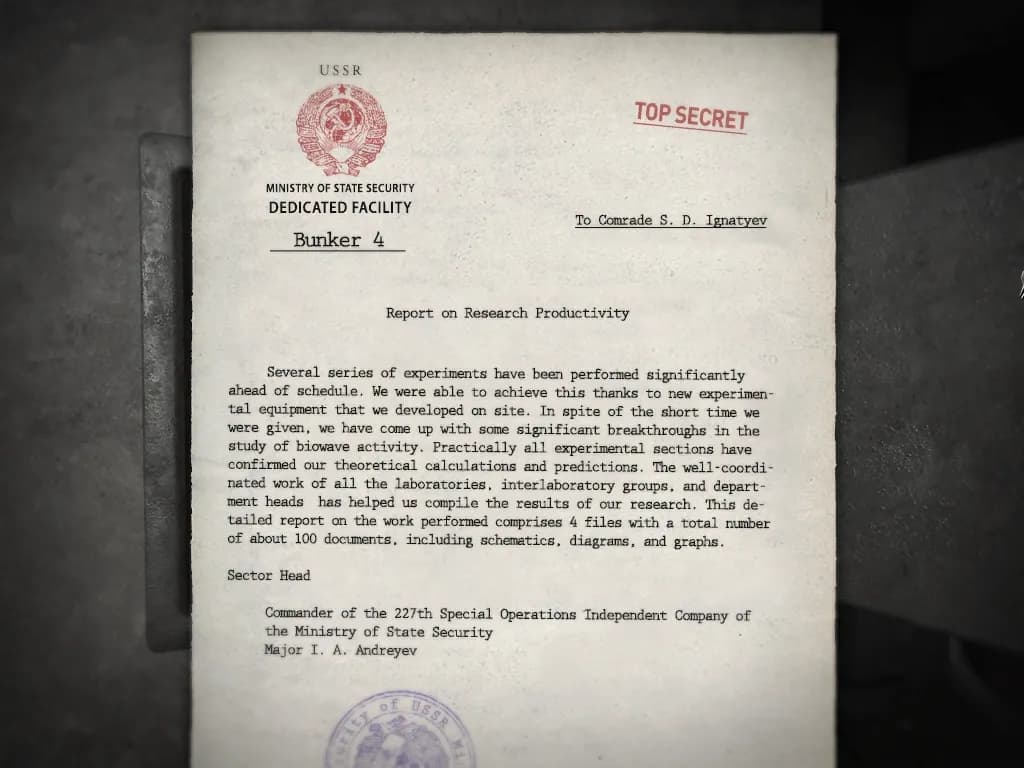 USSR
TOP SECRET
MINISTRY OF STATE SECURITY
DEDICATED FACILITY
Bunker 4
To Comrade S. D. Ignatyev
Report on Research Productivity
Several series of experiments have been performed significantly
ahead of schedule. We were able to achieve this thanks to new experimen-
tal equipment that we developed on site. In spite of the short time we
were given, we have come up with some significant breakthroughs in the
study of biowave activity. Practically all experimental sections have
confirmed our theoretical calculations and predictions. The well-coordi-
nated work of all the laboratories, interlaboratory groups, and depart-
ment heads has helped us compile the results of our research. This de-
tailed report on the work performed comprises 4 files with a total number
of about 100 documents, including schematics, diagrams, and graphs.
Sector Head
Commander of the 227th Special Operations Independent Company of
the Ministry of State Security
Major I. A. Andreyev
of USSR